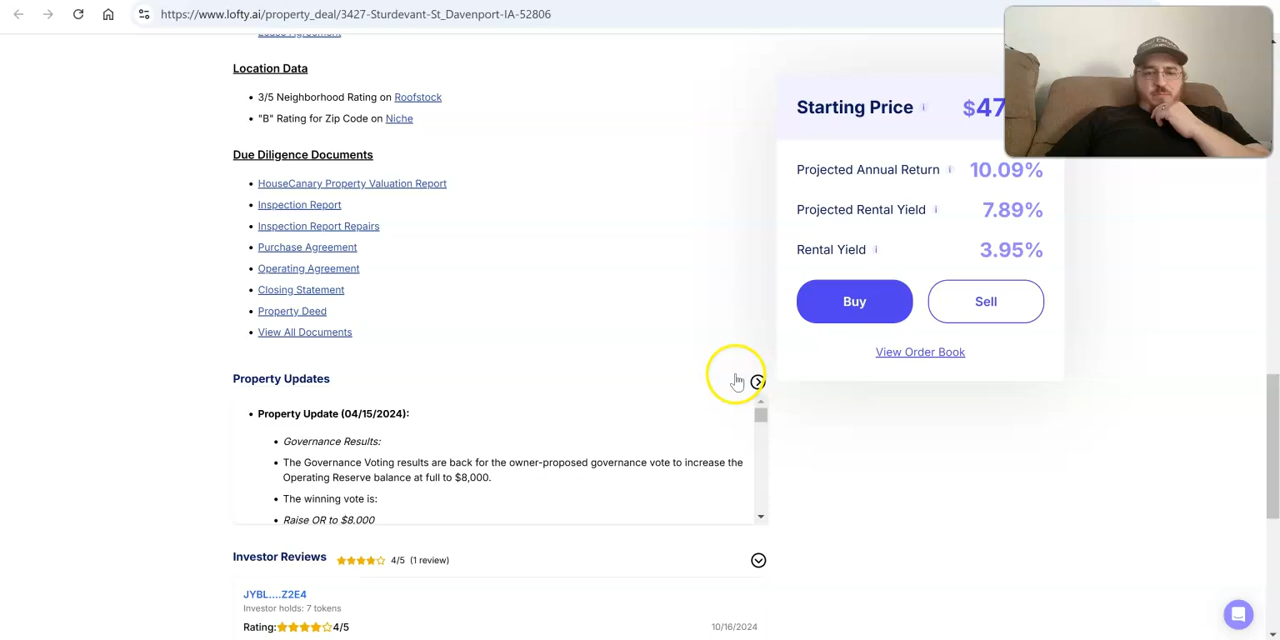 https://www.lofty.ai/property_deal/3427-Sturdevant-St_Davenport-IA-52806
Lease Agreement
Location Data
• 3/5 Neighborhood Rating on Roofstock
• "B" Rating for Zip Code on Niche
Due Diligence Documents
• HouseCanary Property Valuation Report
• Inspection Report
• Inspection Report Repairs
• Purchase Agreement
• Operating Agreement
• Closing Statement
• Property Deed
• View All Documents
Property Updates
• Property Update (04/15/2024):
• Governance Results:
• The Governance Voting results are back for the owner-proposed governance vote to increase the
Operating Reserve balance at full to $8,000.
• The winning vote is:
• Raise OR to $8,000
Investor Reviews 4/5 (1 review)
JYBL....Z2E4
Investor holds: 7 tokens
Rating: 4/5 10/16/2024
Starting Price $47
Projected Annual Return 10.09%
Projected Rental Yield 7.89%
Rental Yield 3.95%
Buy Sell
View Order Book